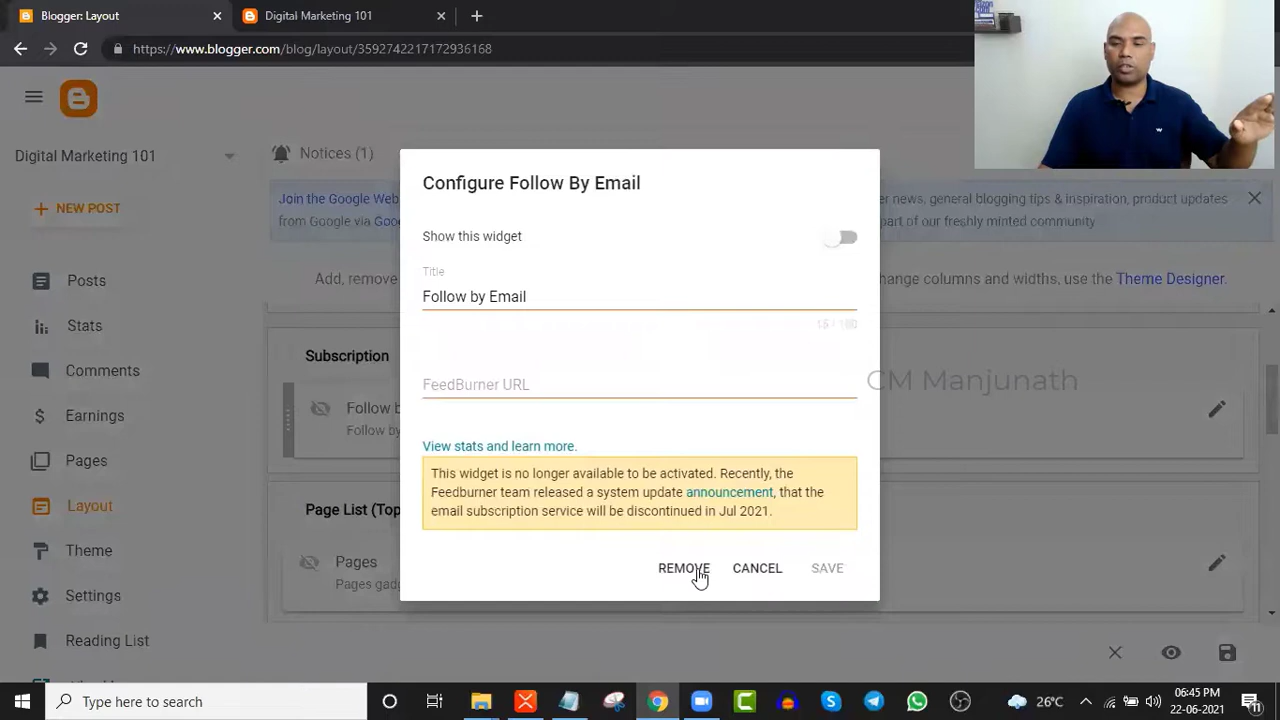 Blogger: Layout
Digital Marketing 101
https://www.blogger.com/blog/layout/3592742217172936168
Digital Marketing 101
Notices (1)
NEW POST
Join the Google Web
er news, general blogging tips & inspiration, product updates
from Google via Goo
part of our freshly minted community
Posts
Stats
Comments
Earnings
Pages
Layout
Theme
Settings
Reading List
Add, remove
hange columns and widths, use the Theme Designer.
Subscription
Follow b
Follow by
Page List (Top
Pages
Pages gadg
Configure Follow By Email
Show this widget
Title
Follow by Email
15 / 100
FeedBurner URL
View stats and learn more.
This widget is no longer available to be activated. Recently, the
Feedburner team released a system update announcement, that the
email subscription service will be discontinued in Jul 2021.
REMOVE CANCEL SAVE
CM Manjunath
Type here to search
26°C
06:45 PM
22-06-2021
11